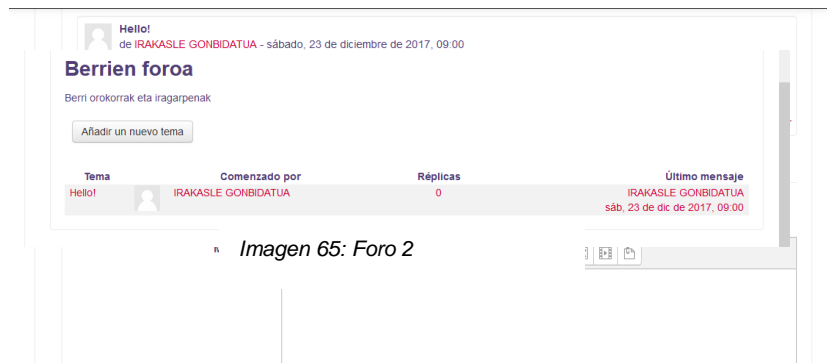 Hello!
de IRAKASLE GONBIDATUA - sábado, 23 de diciembre de 2017, 09:00
Berrien foroa
Berri orokorrak eta iragarpenak
Añadir un nuevo tema
Tema Comenzado por Réplicas Último mensaje
Hello! IRAKASLE GONBIDATUA 0 IRAKASLE GONBIDATUA
sáb, 23 de dic de 2017, 09:00
Imagen 65: Foro 2